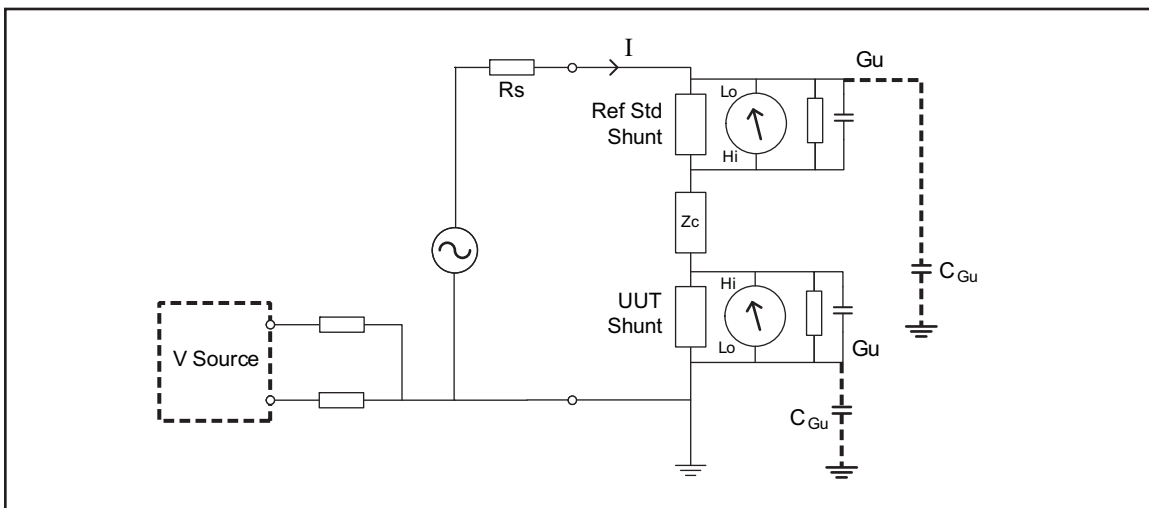 I
Rs
Gu
Lo
Ref Std
Shunt
Hi
Zc
C Gu
Hi
UUT
Shunt
Lo
Gu
V Source
C Gu